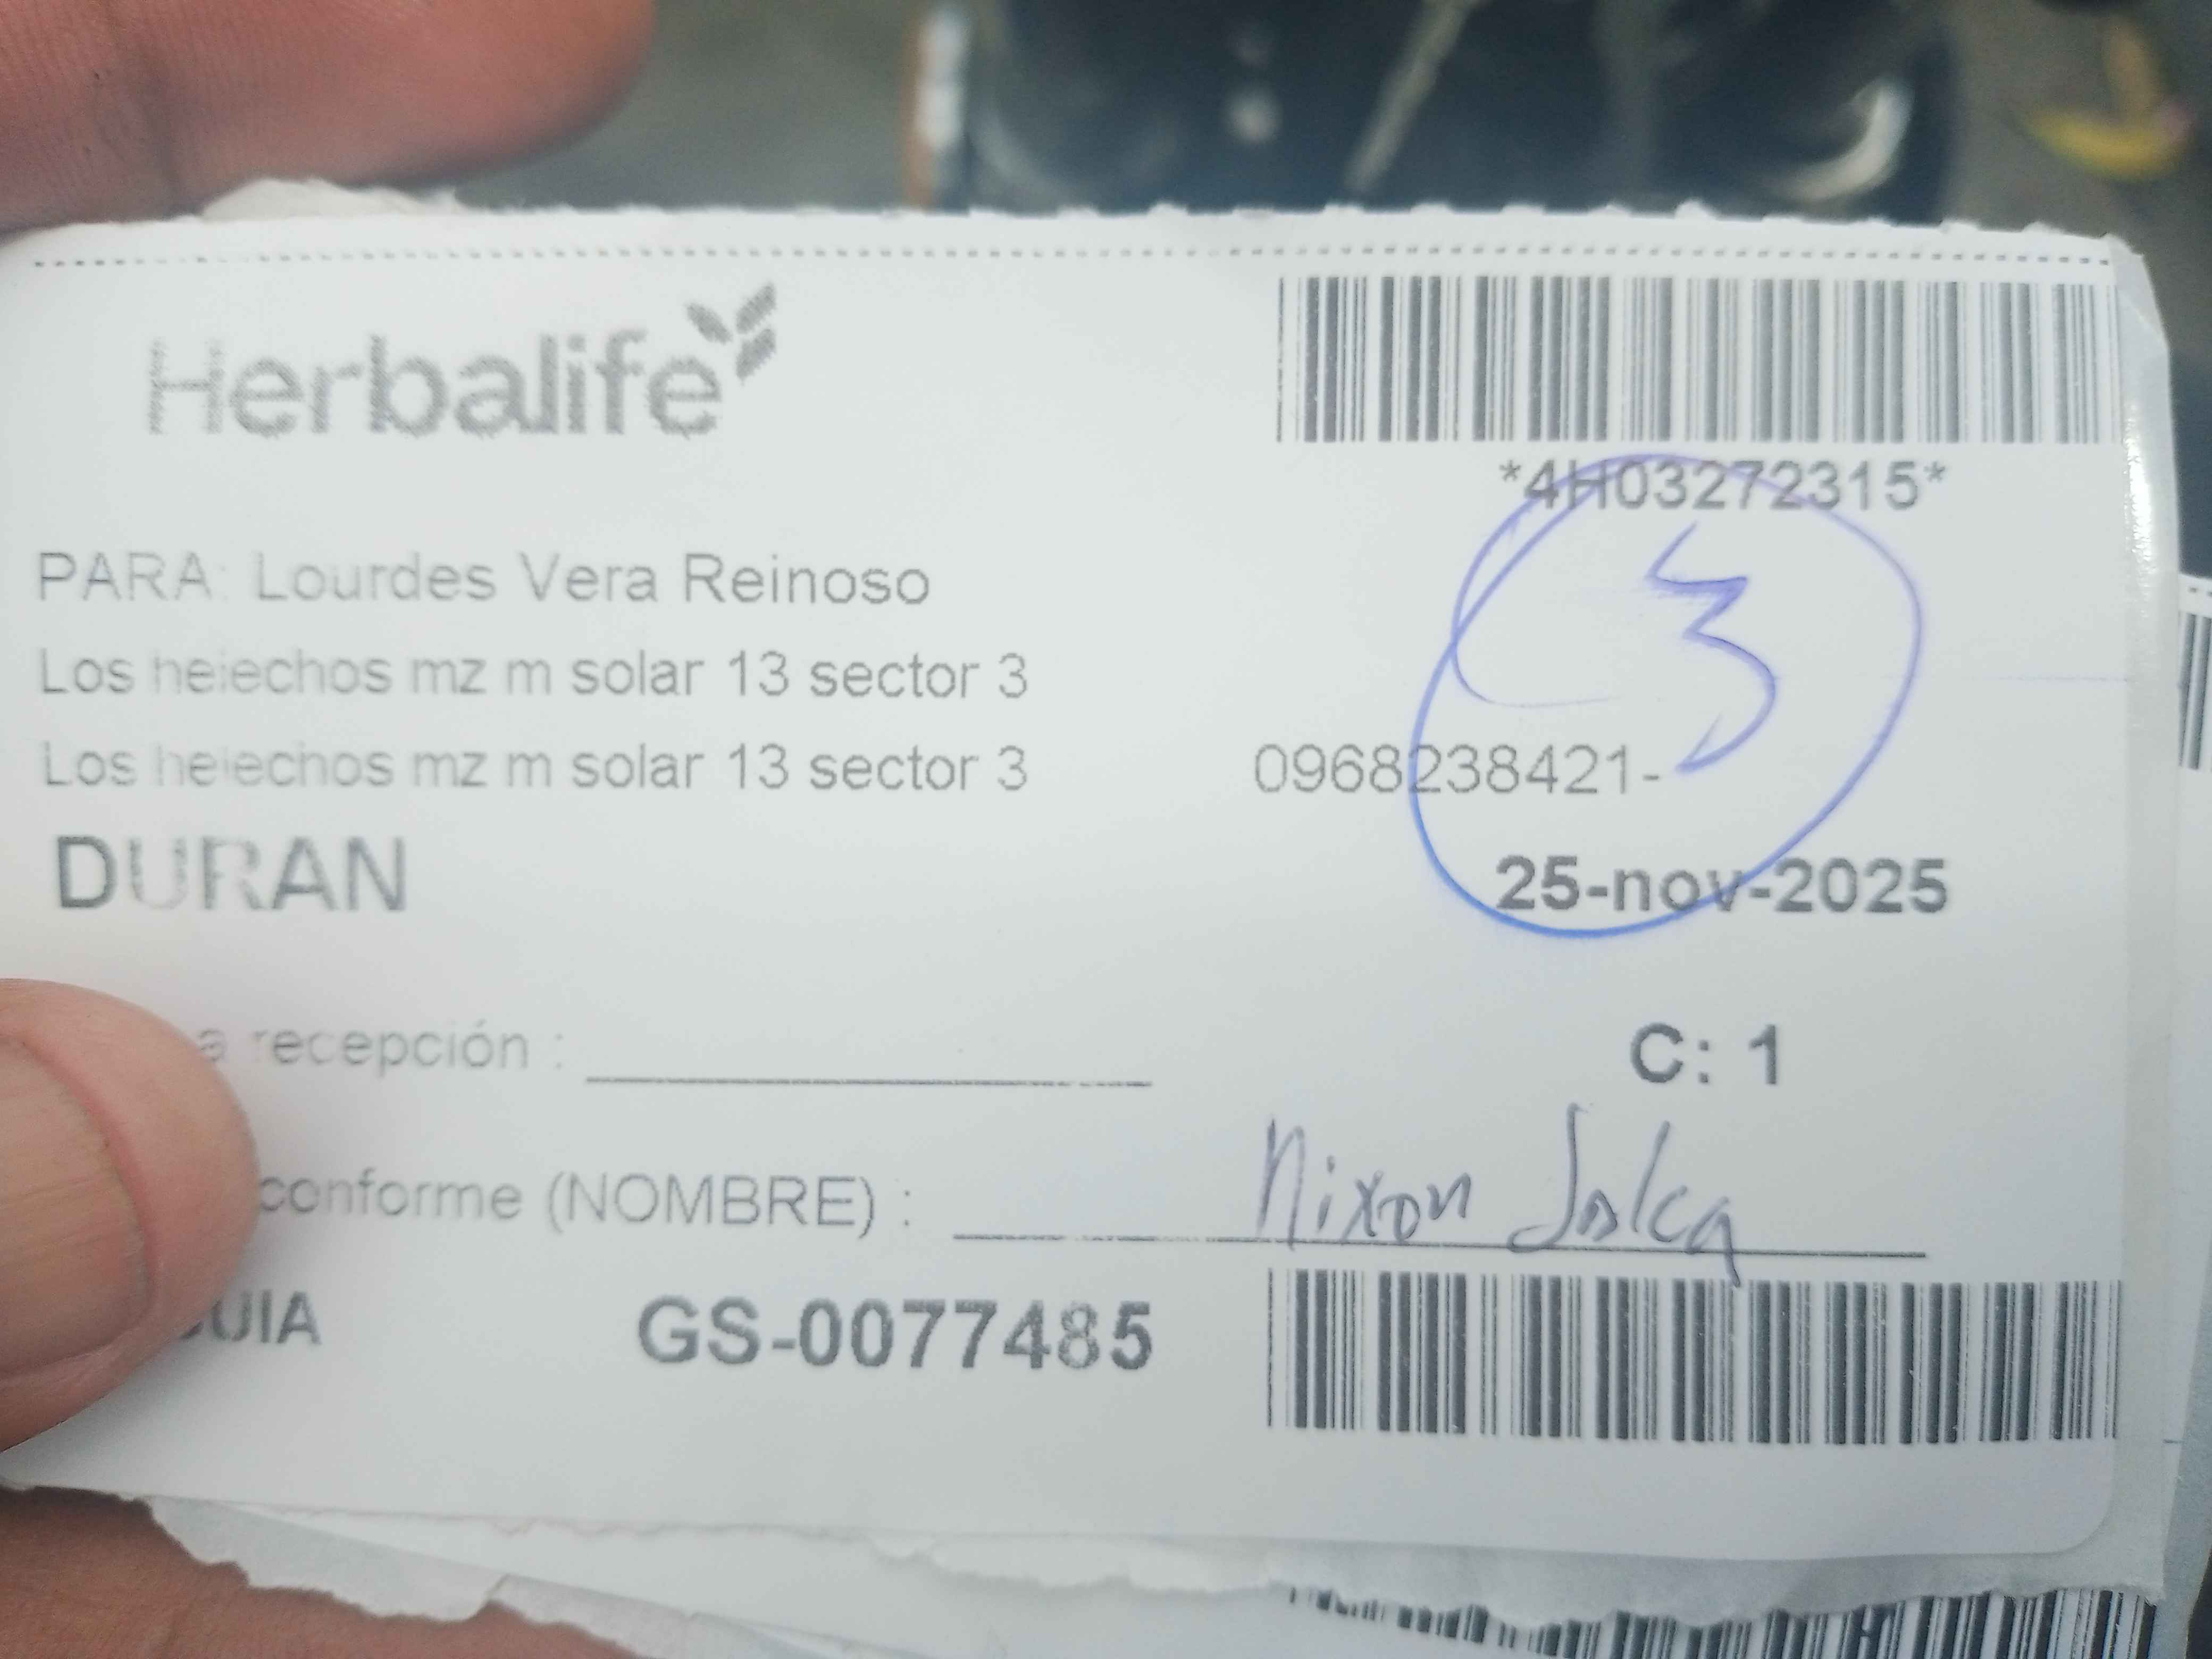 Herbalife
*4H03272315*
3
PARA: Lourdes Vera Reinoso
Los helechos mz m solar 13 sector 3
Los helechos mz m solar 13 sector 3
0968238421-
DURAN
25-nov-2025
recepción :
C: 1
conforme (NOMBRE) : Nixon
UIA
GS-0077485